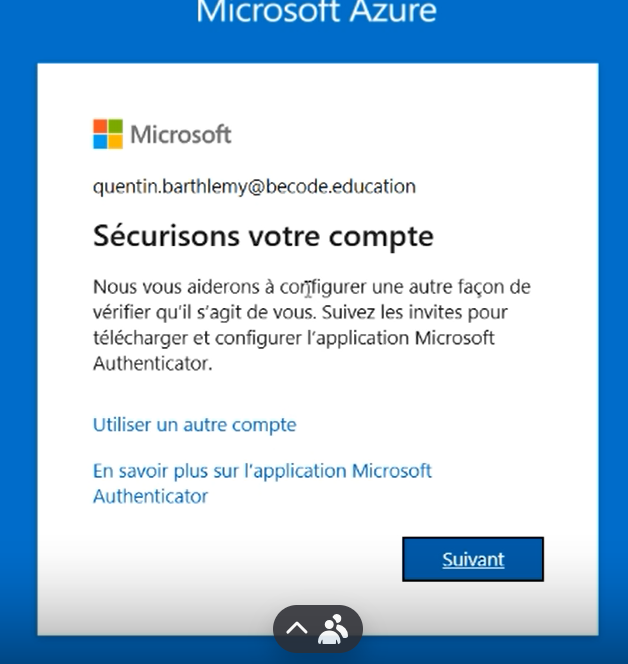 Microsoft Azure
Microsoft
quentin.barthlemy@becode.education
Sécurisons votre compte
Nous vous aiderons à configurer une autre façon de
vérifier qu'il s'agit de vous. Suivez les invites pour
télécharger et configurer l'application Microsoft
Authenticator.
Utiliser un autre compte
En savoir plus sur l'application Microsoft
Authenticator
Suivant